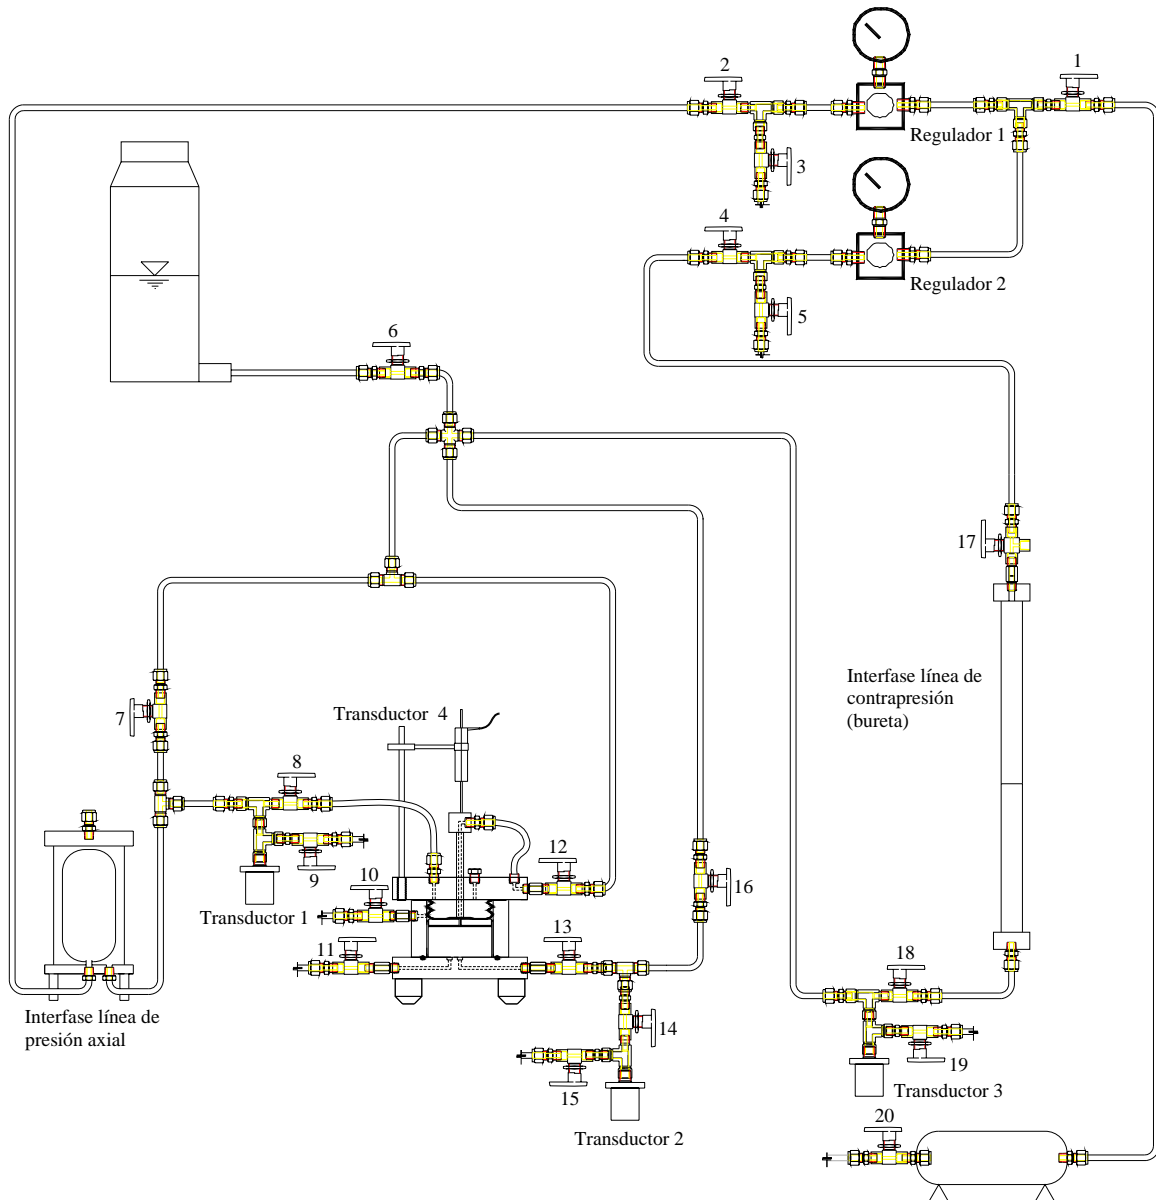 2
1
Regulador 1
3
4
Regulador 2
5
6
17
Interfase línea de
contrapresión
(bureta)
7
Transductor 4
8
9
10
12
16
Transductor 1
11
13
18
Interfase línea de
presión axial
14
19
15
Transductor 3
20
Transductor 2